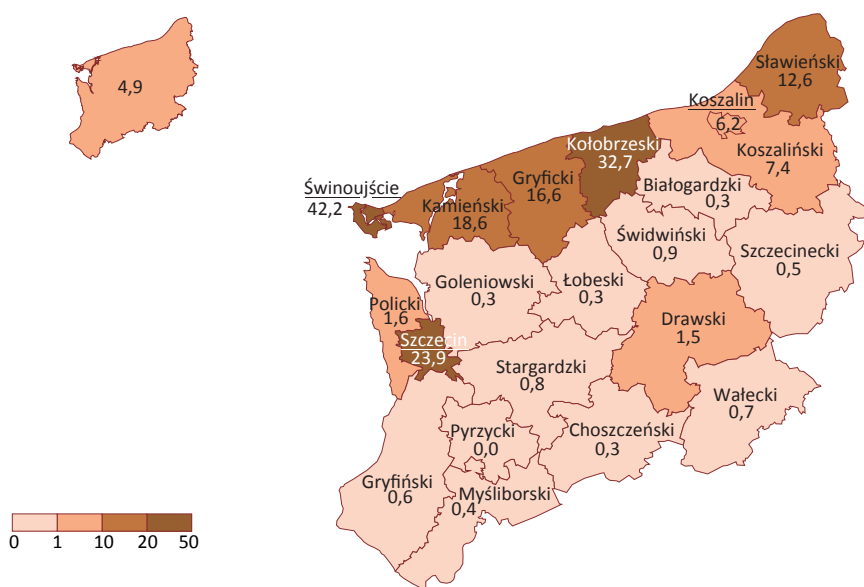 4,9
Sławieński
12,6
Koszalin
6,2
Koszaliński
7,4
Kołobrzeski
32,7
Gryficki
16,6
Białogardzki
0,3
Świnoujście
42,2
Kamieński
18,6
Świdwiński
0,9
Szczecinecki
0,5
Goleniowski
0,3
Łobeski
0,3
Policki
1,6
Drawski
1,5
Szczecin
23,9
Stargardzki
0,8
Wałecki
0,7
Pyrzycki
0,0
Choszczeński
0,3
Gryfiński
0,6
Myśliborski
0,4
0 1 10 20 50